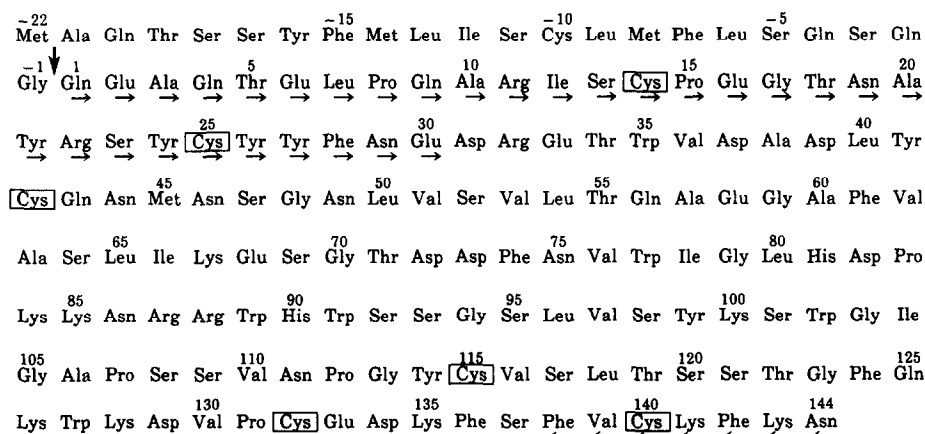 -22 -15 -10 -5
Met Ala Gln Thr Ser Ser Tyr Phe Met Leu Ile Ser Cys Leu Met Phe Leu Ser Gln Ser Gln
-1 1 5 10 15 20
Gly Gln Glu Ala Gln Thr Glu Leu Pro Gln Ala Arg Ile Ser Cys Pro Glu Gly Thr Asn Ala
25 30 35 40
Tyr Arg Ser Tyr Cys Tyr Tyr Phe Asn Glu Asp Arg Glu Thr Trp Val Asp Ala Asp Leu Tyr
45 50 55 60
Cys Gln Asn Met Asn Ser Gly Asn Leu Val Ser Val Leu Thr Gln Ala Glu Gly Ala Phe Val
65 70 75 80
Ala Ser Leu Ile Lys Glu Ser Gly Thr Asp Asp Phe Asn Val Trp Ile Gly Leu His Asp Pro
85 90 95 100
Lys Lys Asn Arg Arg Trp His Trp Ser Ser Gly Ser Leu Val Ser Tyr Lys Ser Trp Gly Ile
105 110 115 120 125
Gly Ala Pro Ser Ser Val Asn Pro Gly Tyr Cys Val Ser Leu Thr Ser Ser Thr Gly Phe Gln
130 135 140 144
Lys Trp Lys Asp Val Pro Cys Glu Asp Lys Phe Ser Phe Val Cys Lys Phe Lys Asn